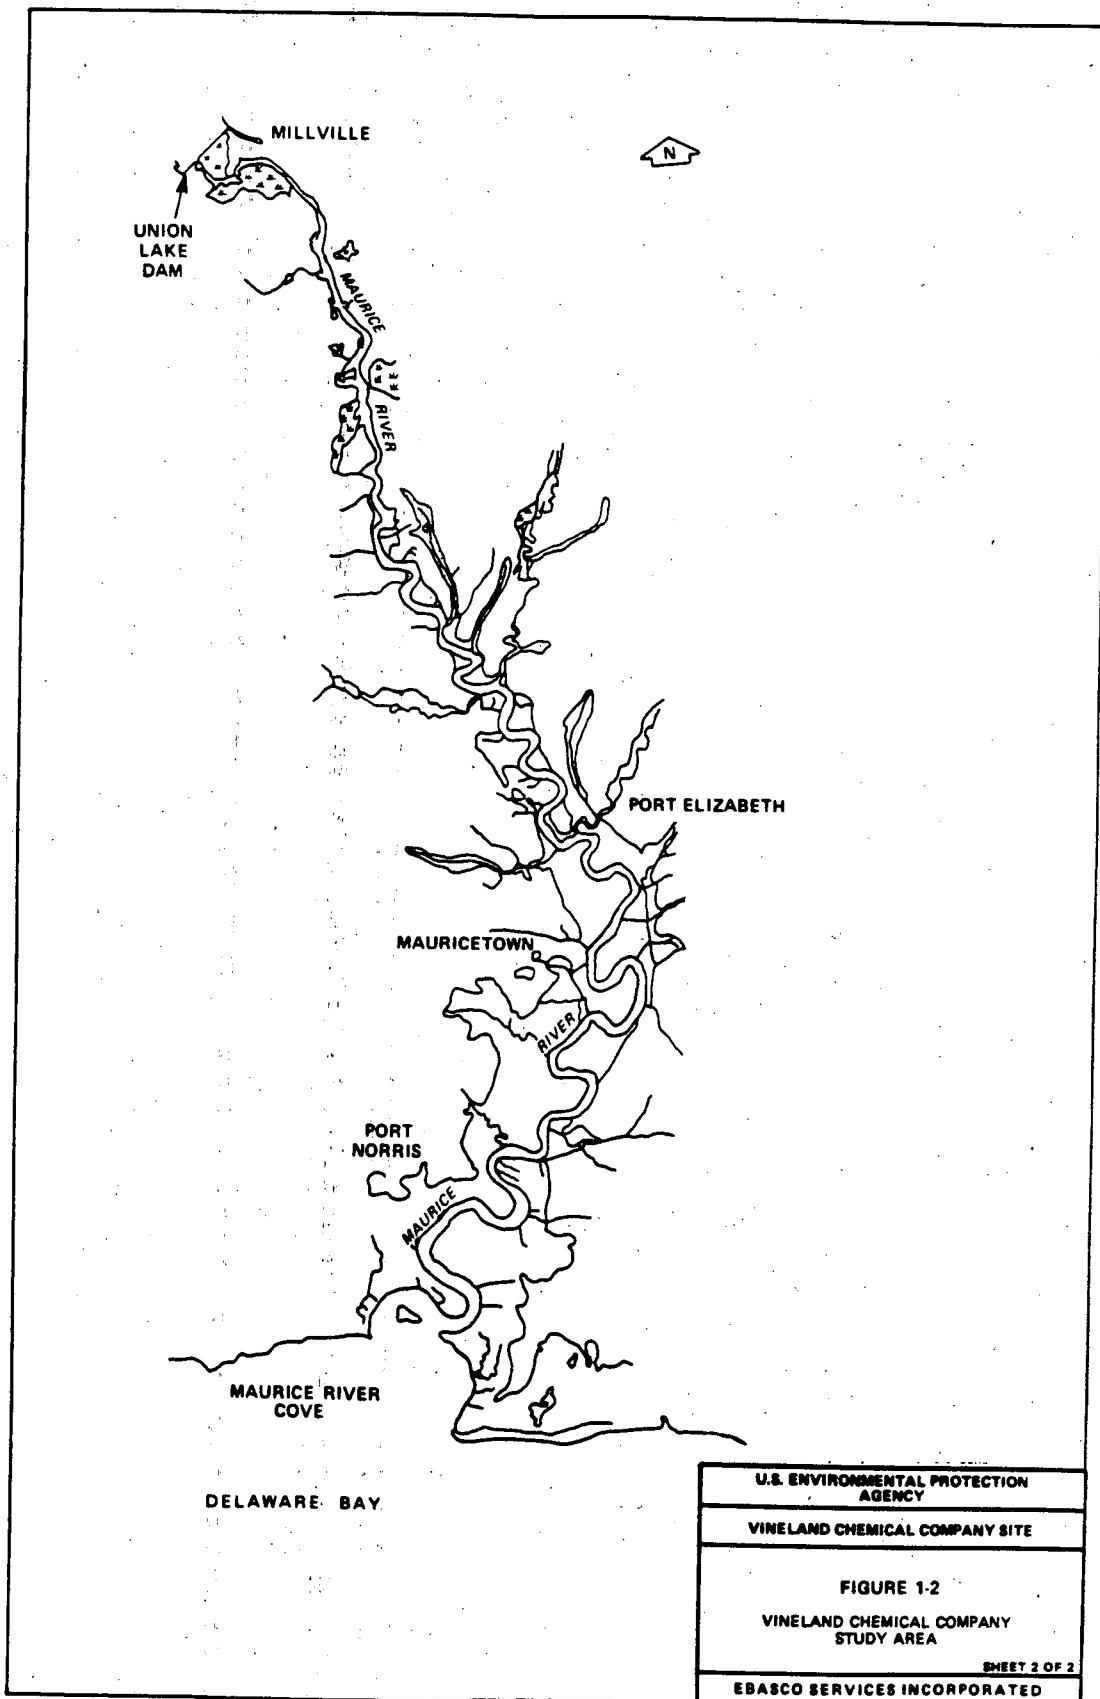 MILLVILLE
N
UNION
LAKE
DAM
MAURICE
RIVER
PORT ELIZABETH
MAURICETOWN
RIVER
PORT
NORRIS
MAURICE
MAURICE RIVER
COVE
DELAWARE BAY
U.S. ENVIRONMENTAL PROTECTION
AGENCY
VINELAND CHEMICAL COMPANY SITE
FIGURE 1-2
VINELAND CHEMICAL COMPANY
STUDY AREA
SHEET 2 OF 2
EBASCO SERVICES INCORPORATED